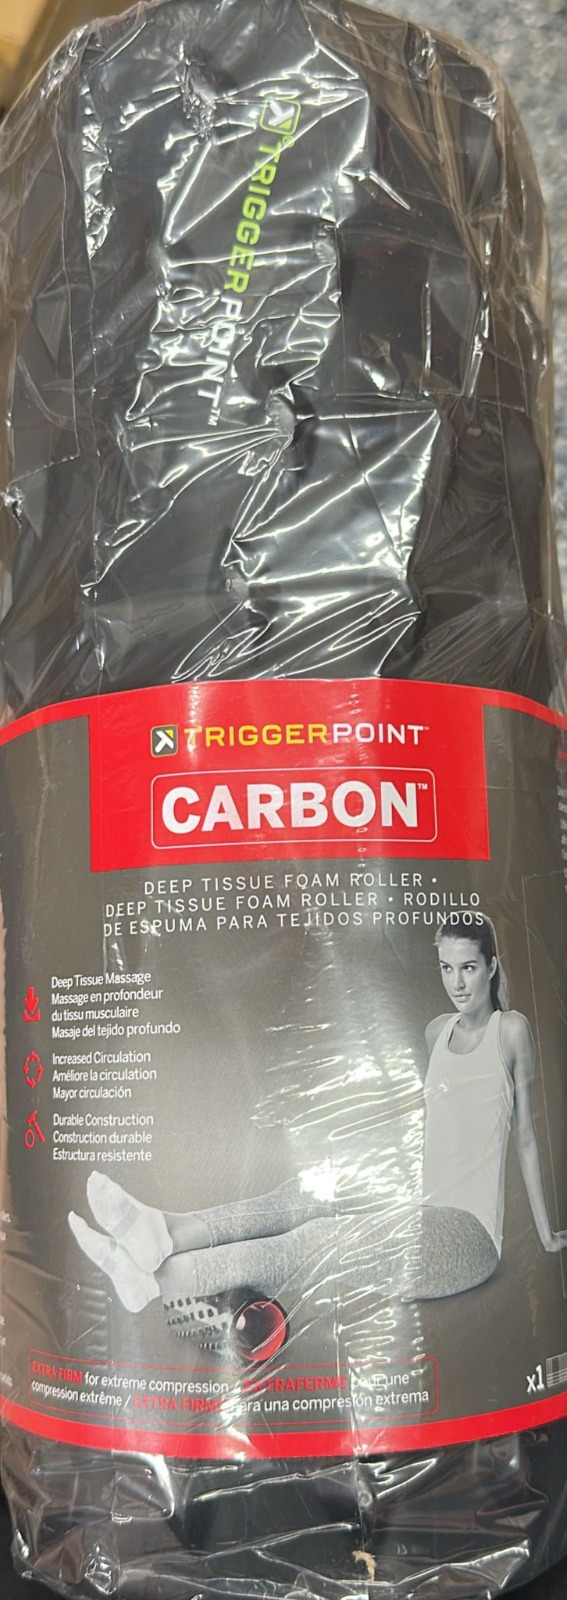 TRIGGERPOINT™
TRIGGERPOINT™
CARBON™
DEEP TISSUE FOAM ROLLER •
DEEP TISSUE FOAM ROLLER • RODILLO
DE ESPUMA PARA TEJIDOS PROFUNDOS
Deep Tissue Massage
Massage en profondeur
du tissu musculaire
Masaje del tejido profundo
Increased Circulation
Améliore la circulation
Mayor circulación
Durable Construction
Construction durable
Estructura resistente
EXTRA FIRM for extreme compression / EXTRAFERME pour une
compression extrême / EXTRA FIRME para una compresión extrema
x1